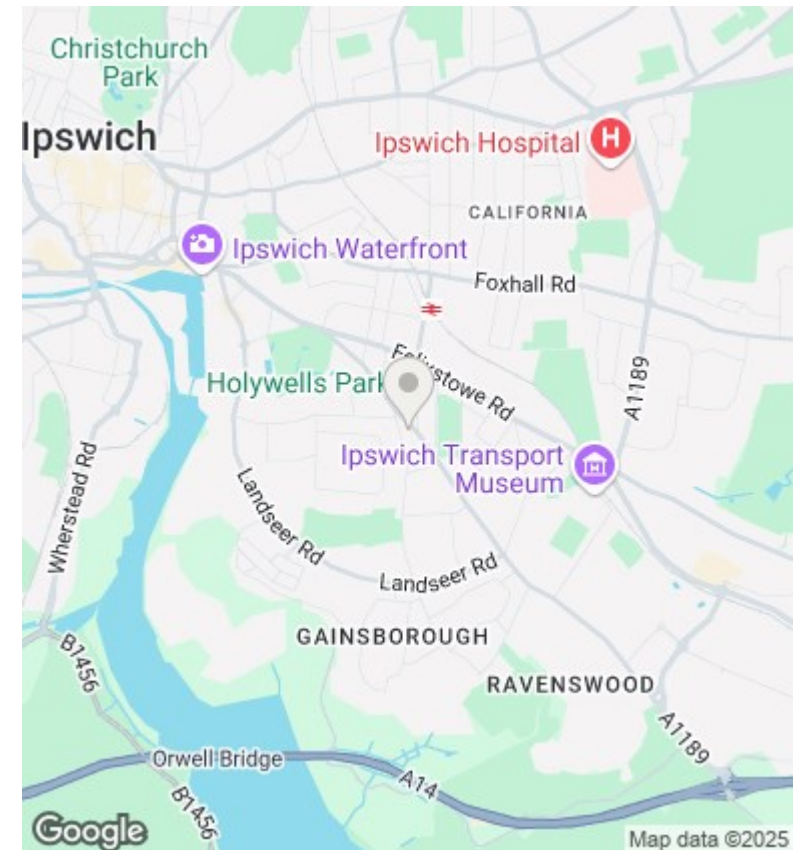 Christchurch
Park
Ipswich
Ipswich Hospital
H
CALIFORNIA
Ipswich Waterfront
Foxhall Rd
Felixstowe Rd
Holywells Park
A1189
Ipswich Transport
Museum
Wherstead Rd
Landseer Rd
Landseer Rd
GAINSBOROUGH
RAVENSWOOD
B1456
A1189
Orwell Bridge
A14
B1456
Google
Map data ©2025